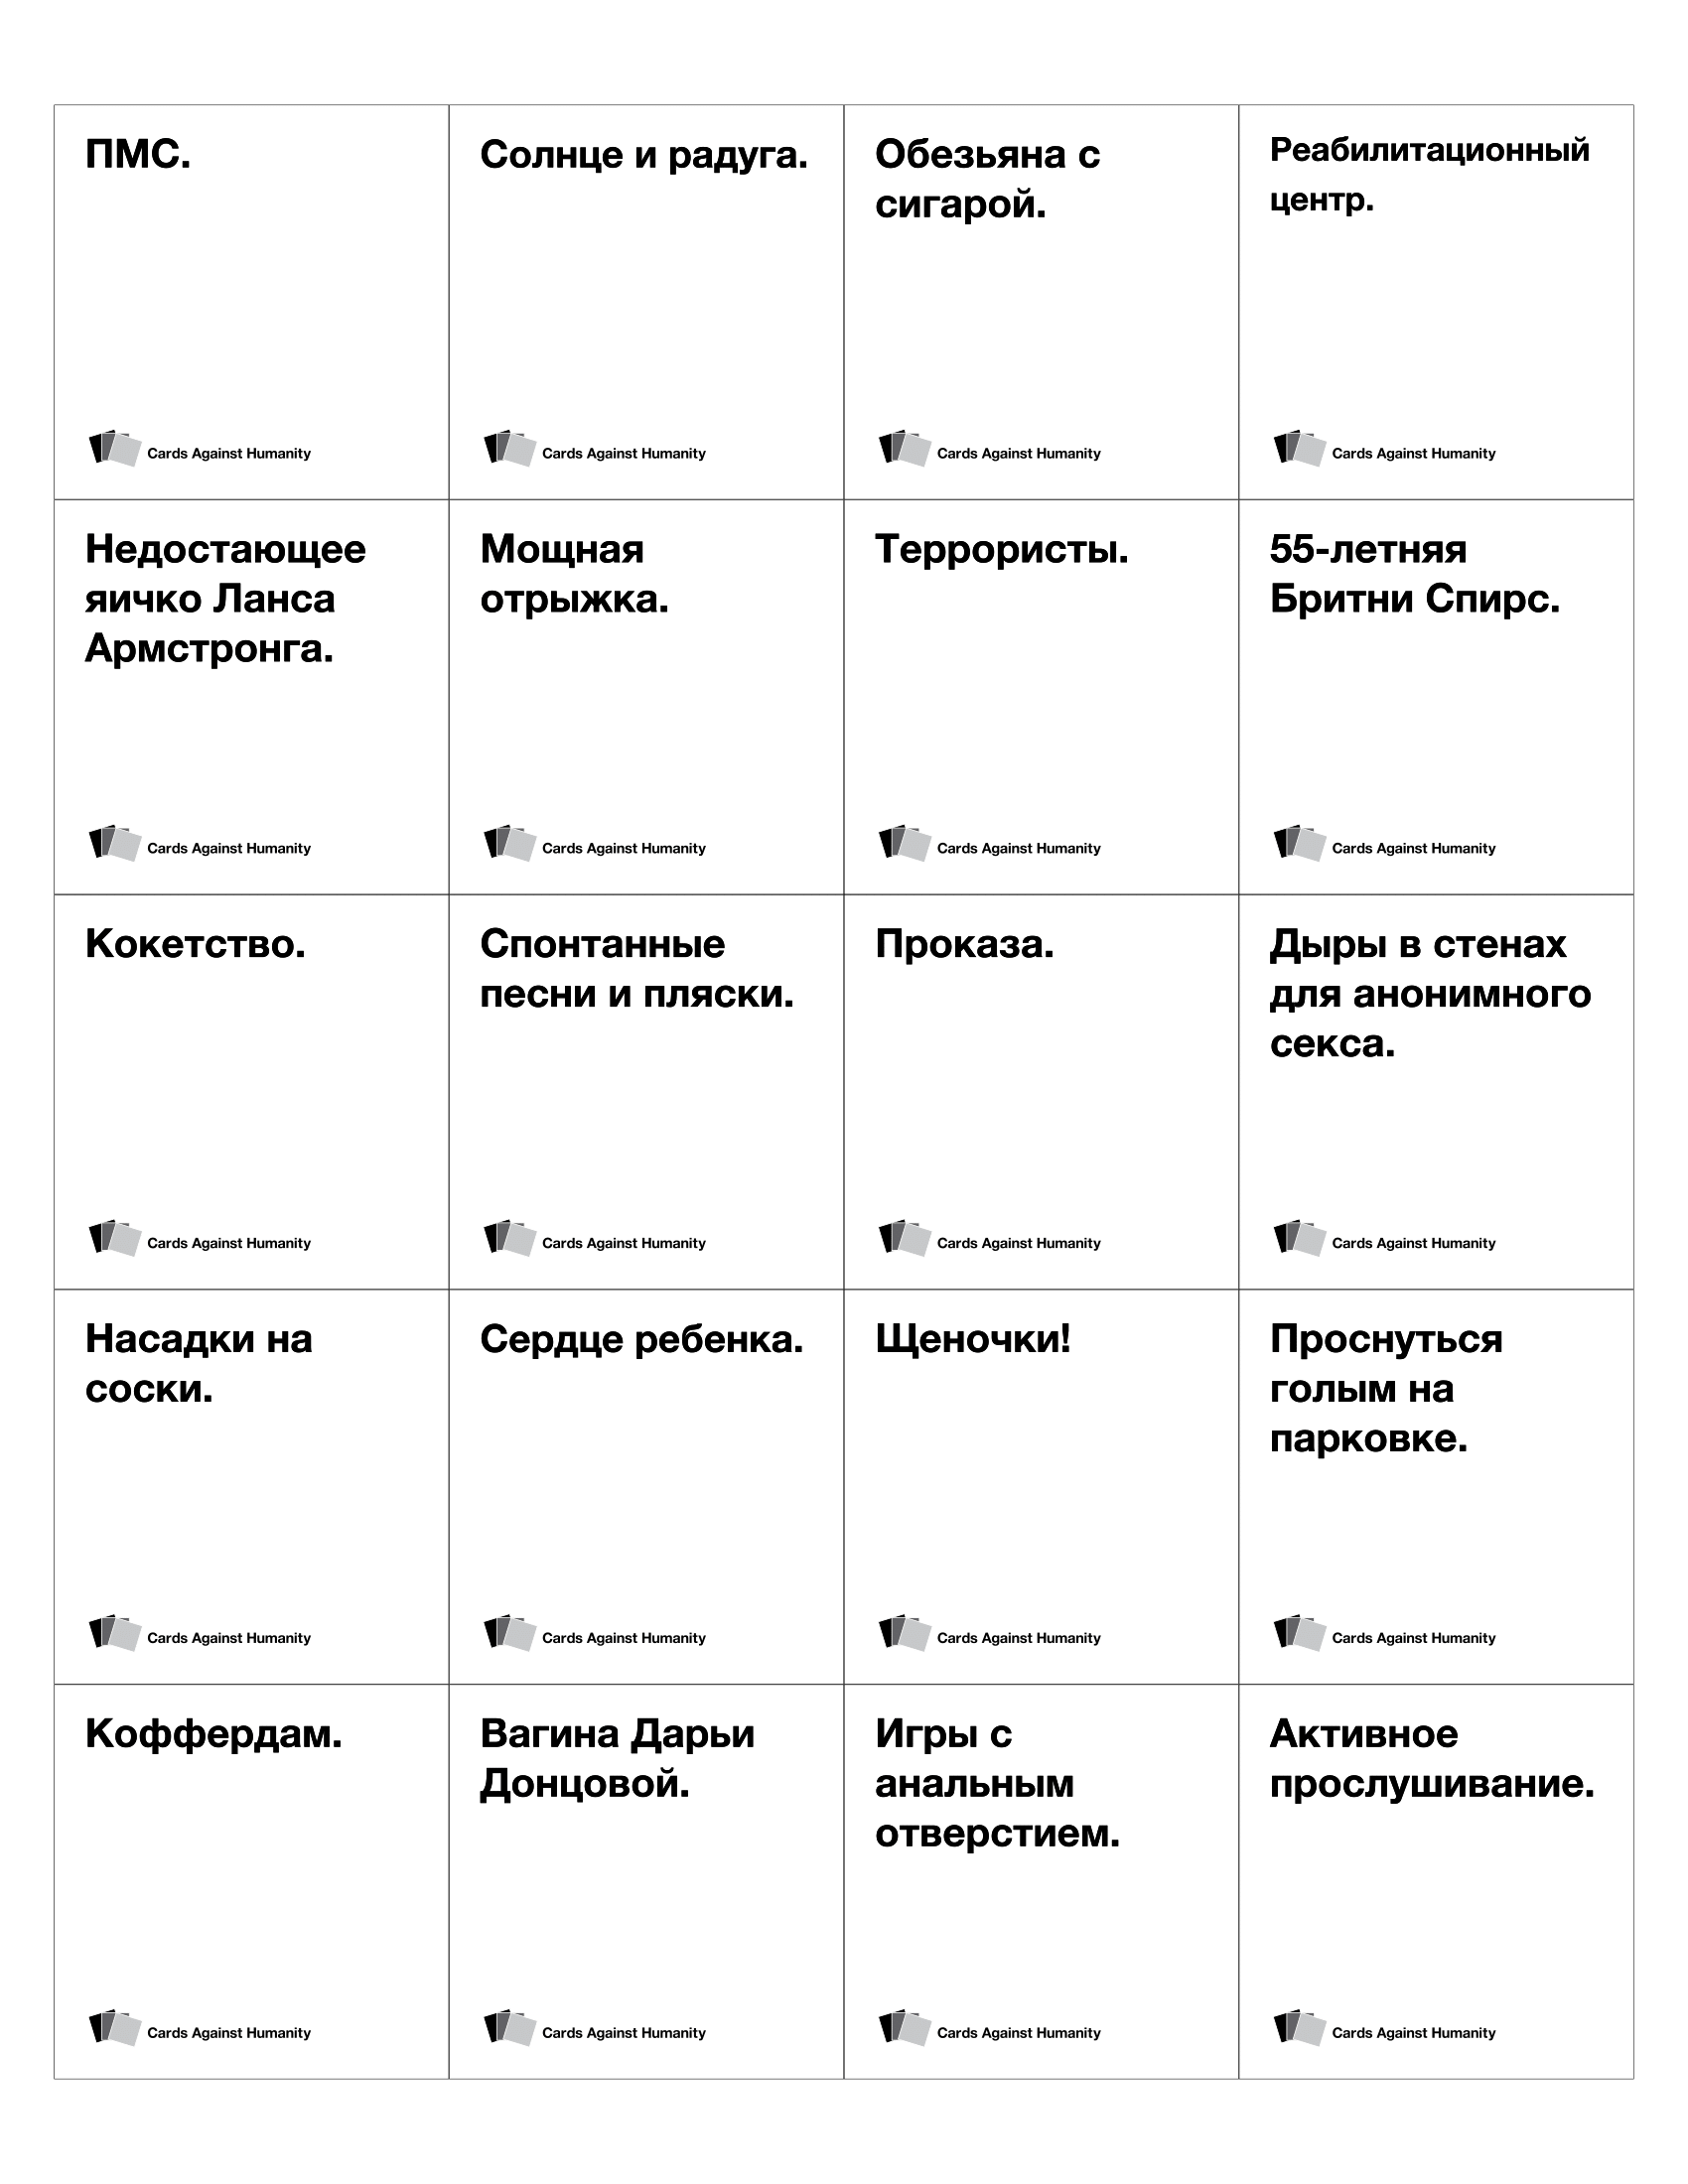 ПМС.
Cards Against Humanity
Солнце и радуга.
Cards Against Humanity
Обезьяна с
сигарой.
Cards Against Humanity
Реабилитационный
центр.
Cards Against Humanity
Недостающее
яичко Ланса
Армстронга.
Cards Against Humanity
Мощная
отрыжка.
Cards Against Humanity
Террористы.
Cards Against Humanity
55-летняя
Бритни Спирс.
Cards Against Humanity
Кокетство.
Cards Against Humanity
Спонтанные
песни и пляски.
Cards Against Humanity
Проказа.
Cards Against Humanity
Дыры в стенах
для анонимного
секса.
Cards Against Humanity
Насадки на
соски.
Cards Against Humanity
Сердце ребенка.
Cards Against Humanity
Щеночки!
Cards Against Humanity
Проснуться
голым на
парковке.
Cards Against Humanity
Коффердам.
Cards Against Humanity
Вагина Дарьи
Донцовой.
Cards Against Humanity
Игры с
анальным
отверстием.
Cards Against Humanity
Активное
прослушивание.
Cards Against Humanity